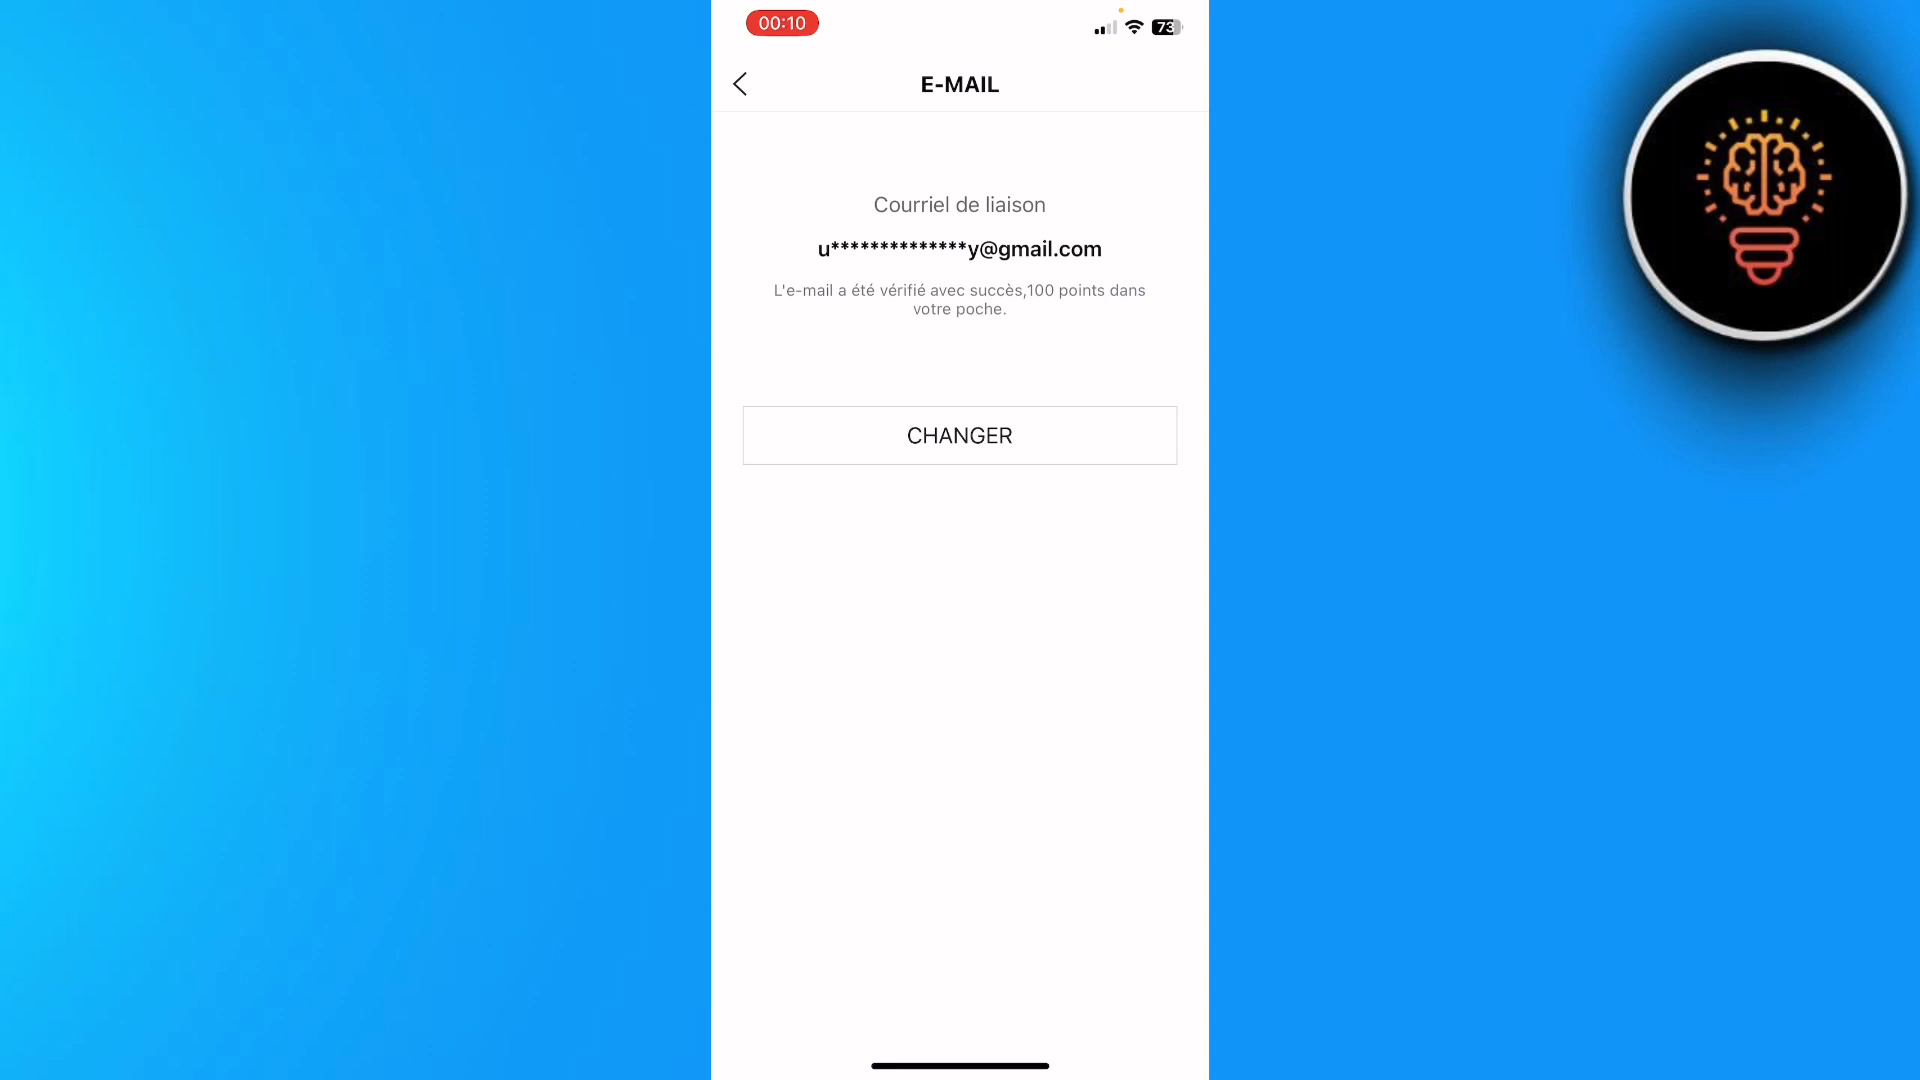 00:10
73
E-MAIL
Courriel de liaison
u**************y@gmail.com
L'e-mail a été vérifié avec succès,100 points dans
votre poche.
CHANGER